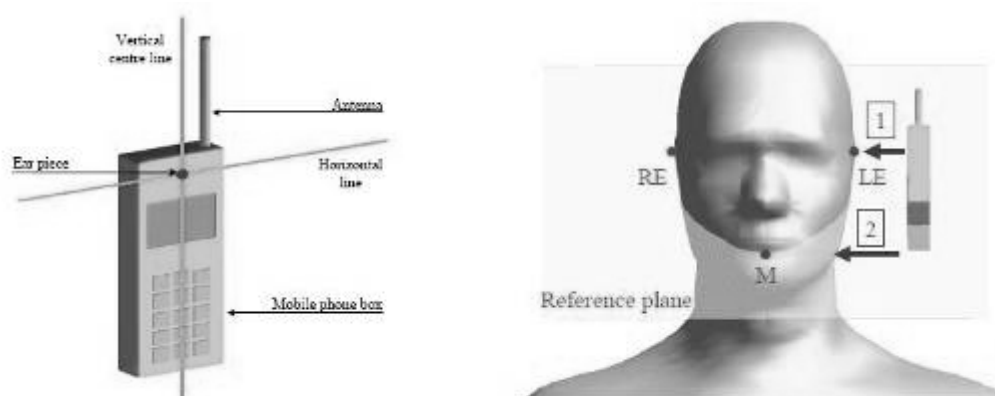 Vertical
centre line
Antenna
Ear piece
Horizontal
line
Mobile phone box
1
RE
LE
2
M
Reference plane